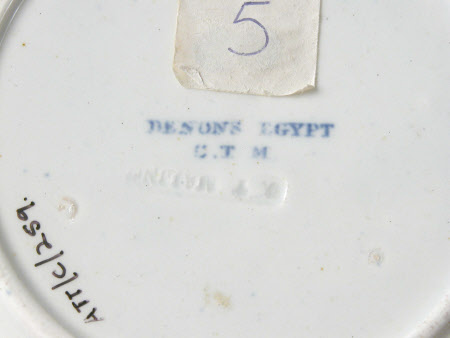 5
DENON'S EGYPT
C.T M
ATT/C/259.